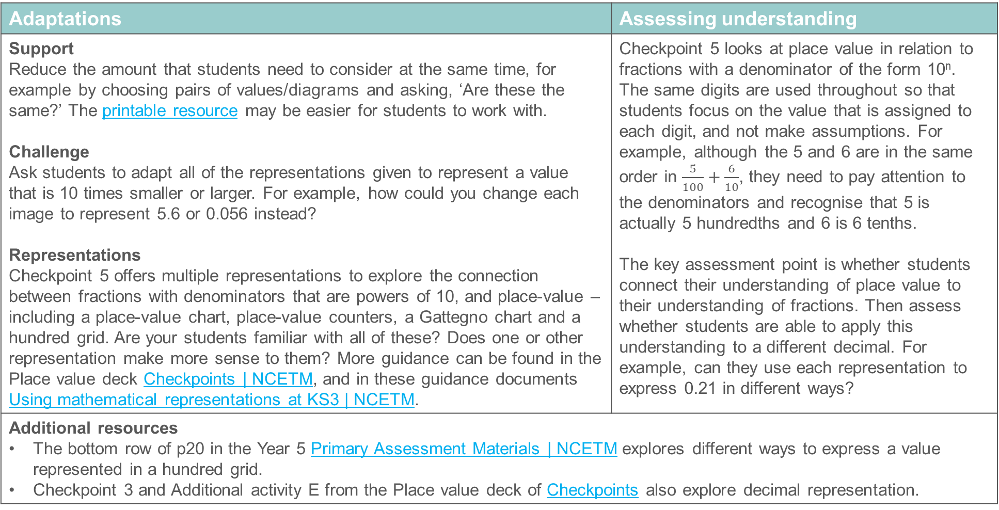 Adaptations
Support
Reduce the amount that students need to consider at the same time, for
example by choosing pairs of values/diagrams and asking, ‘Are these the
same?’ The printable resource may be easier for students to work with.
Challenge
Ask students to adapt all of the representations given to represent a value
that is 10 times smaller or larger. For example, how could you change each
image to represent 5.6 or 0.056 instead?
Representations
Checkpoint 5 offers multiple representations to explore the connection
between fractions with denominators that are powers of 10, and place-value –
including a place-value chart, place-value counters, a Gattegno chart and a
hundred grid. Are your students familiar with all of these? Does one or other
representation make more sense to them? More guidance can be found in the
Place value deck Checkpoints | NCETM, and in these guidance documents
Using mathematical representations at KS3 | NCETM.
Assessing understanding
Checkpoint 5 looks at place value in relation to
fractions with a denominator of the form 10ⁿ.
The same digits are used throughout so that
students focus on the value that is assigned to
each digit, and not make assumptions. For
example, although the 5 and 6 are in the same
order in 5/100 + 6/10, they need to pay attention to
the denominators and recognise that 5 is
actually 5 hundredths and 6 is 6 tenths.
The key assessment point is whether students
connect their understanding of place value to
their understanding of fractions. Then assess
whether students are able to apply this
understanding to a different decimal. For
example, can they use each representation to
express 0.21 in different ways?
Additional resources
• The bottom row of p20 in the Year 5 Primary Assessment Materials | NCETM explores different ways to express a value
represented in a hundred grid.
• Checkpoint 3 and Additional activity E from the Place value deck of Checkpoints also explore decimal representation.